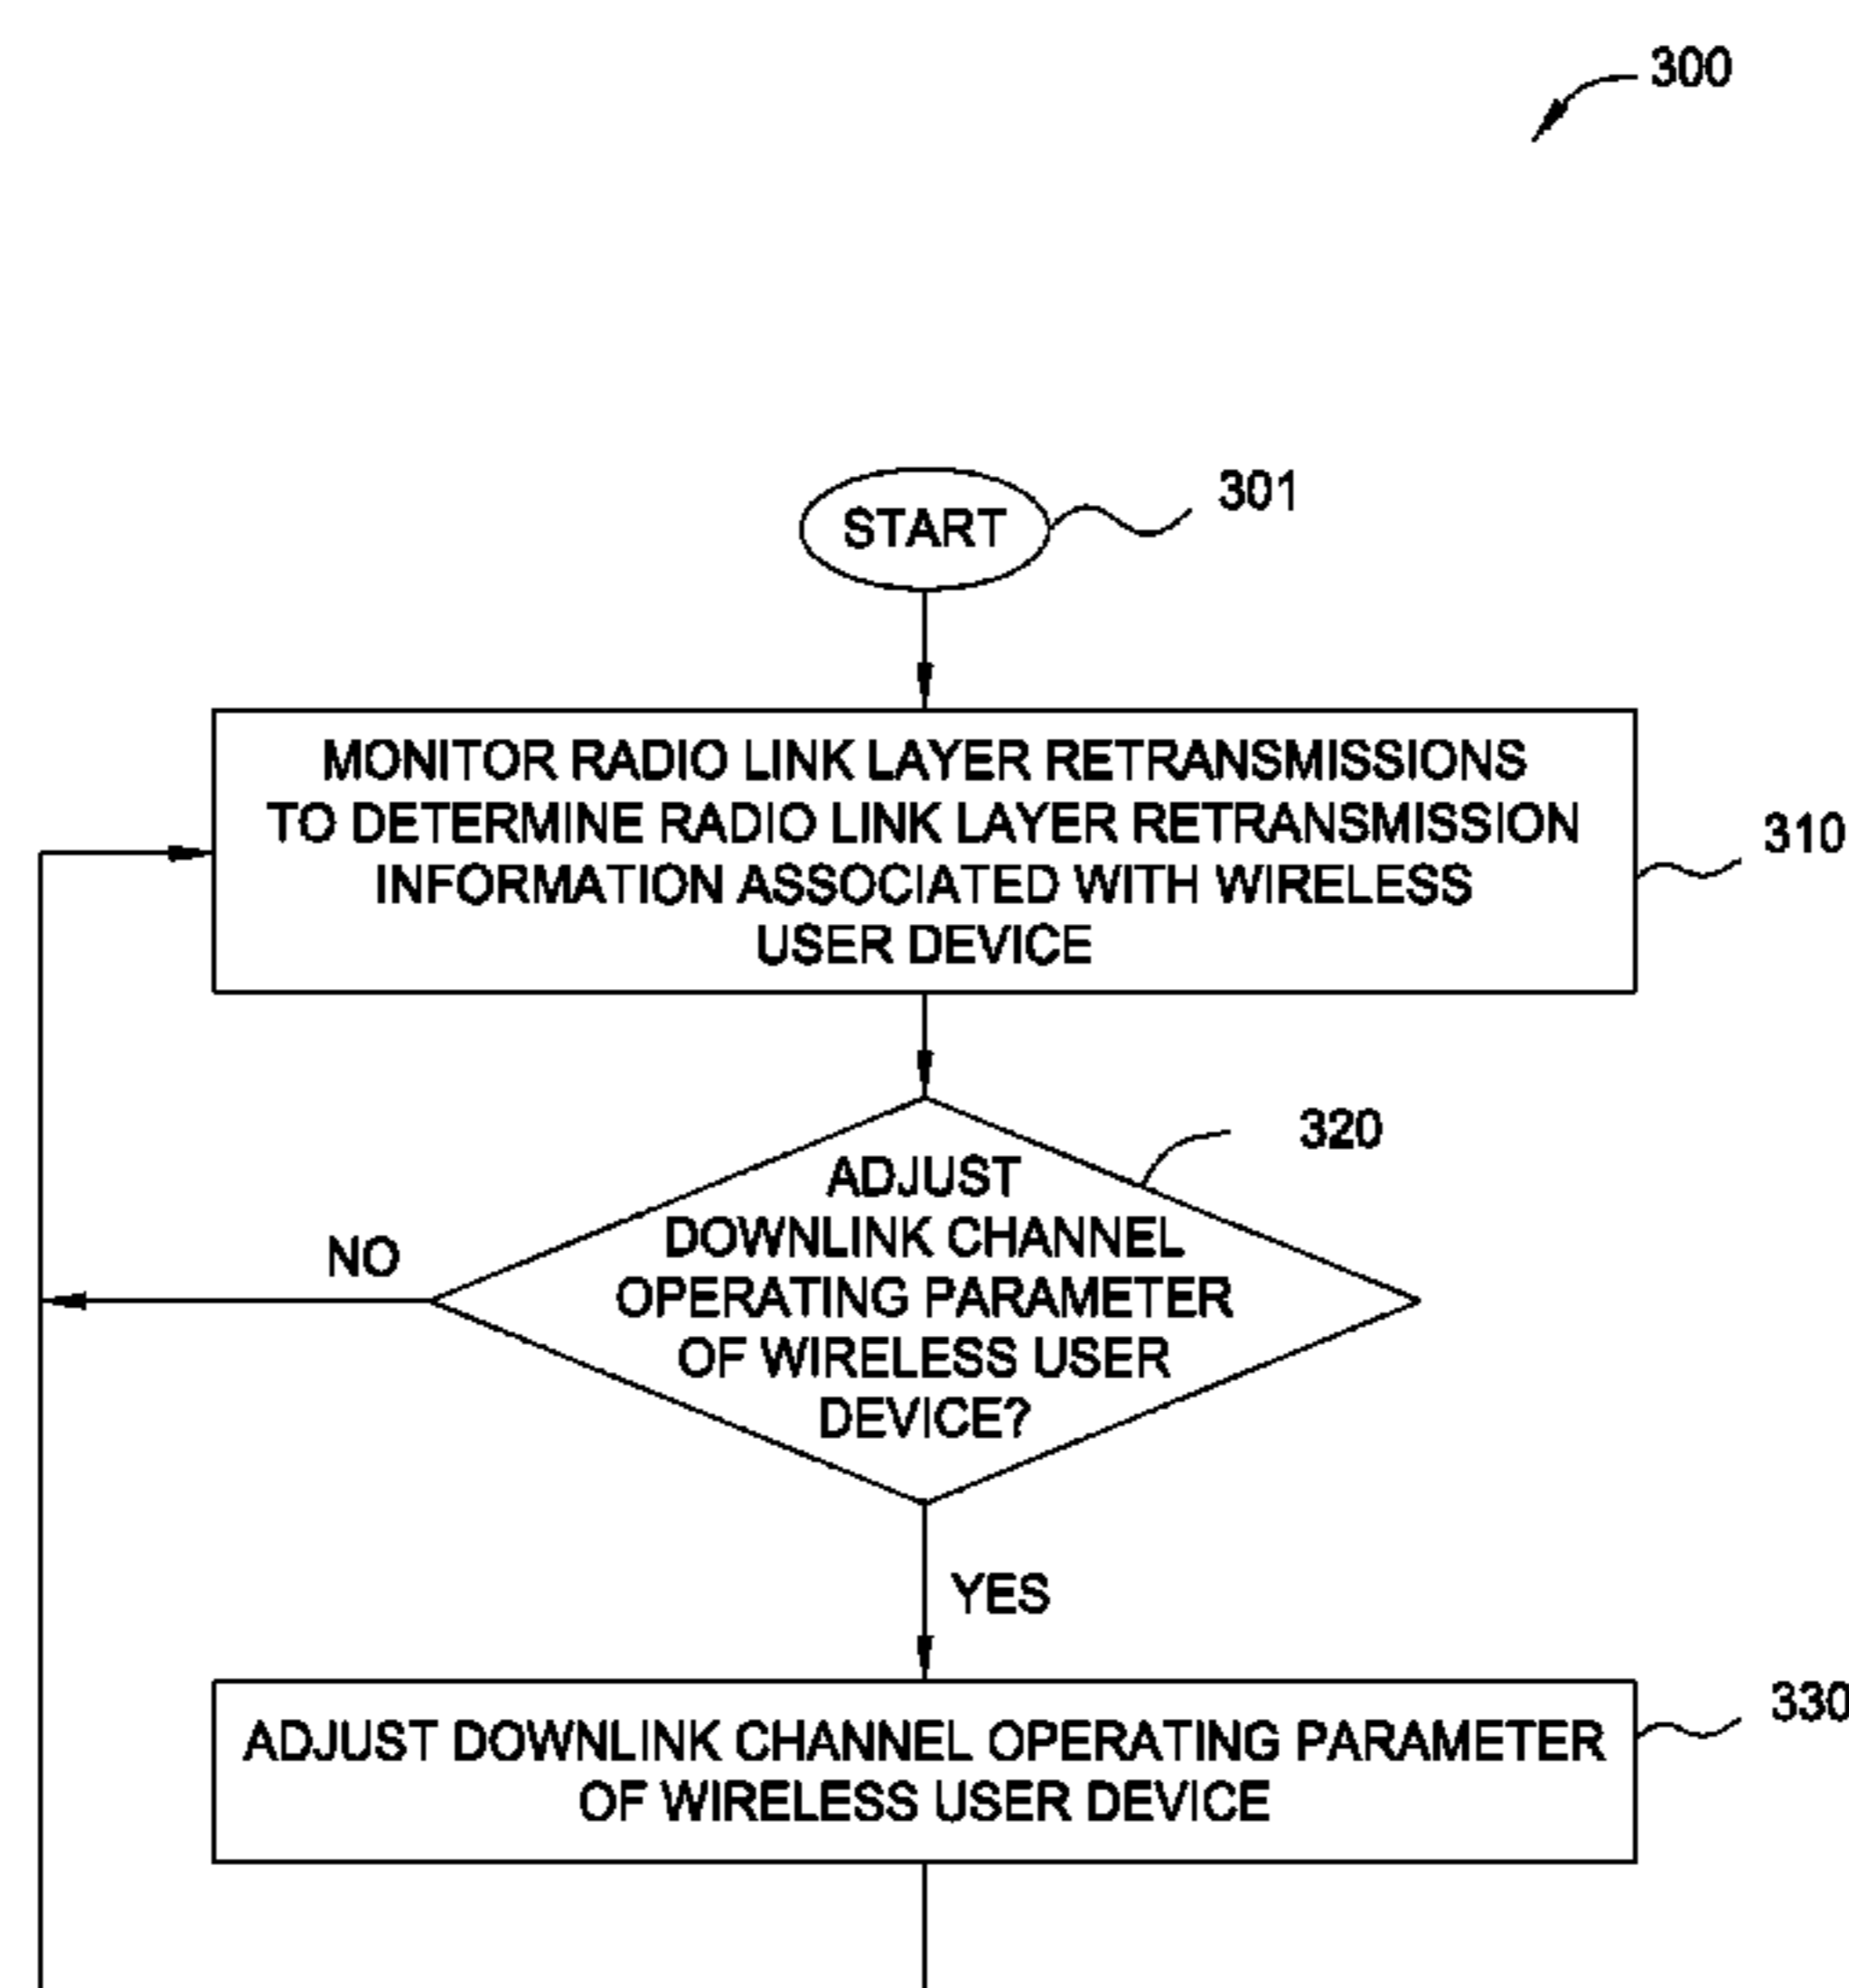 300
301
START
MONITOR RADIO LINK LAYER RETRANSMISSIONS
TO DETERMINE RADIO LINK LAYER RETRANSMISSION
INFORMATION ASSOCIATED WITH WIRELESS
USER DEVICE
310
320
ADJUST
DOWNLINK CHANNEL
OPERATING PARAMETER
OF WIRELESS USER
DEVICE?
NO
YES
330
ADJUST DOWNLINK CHANNEL OPERATING PARAMETER
OF WIRELESS USER DEVICE